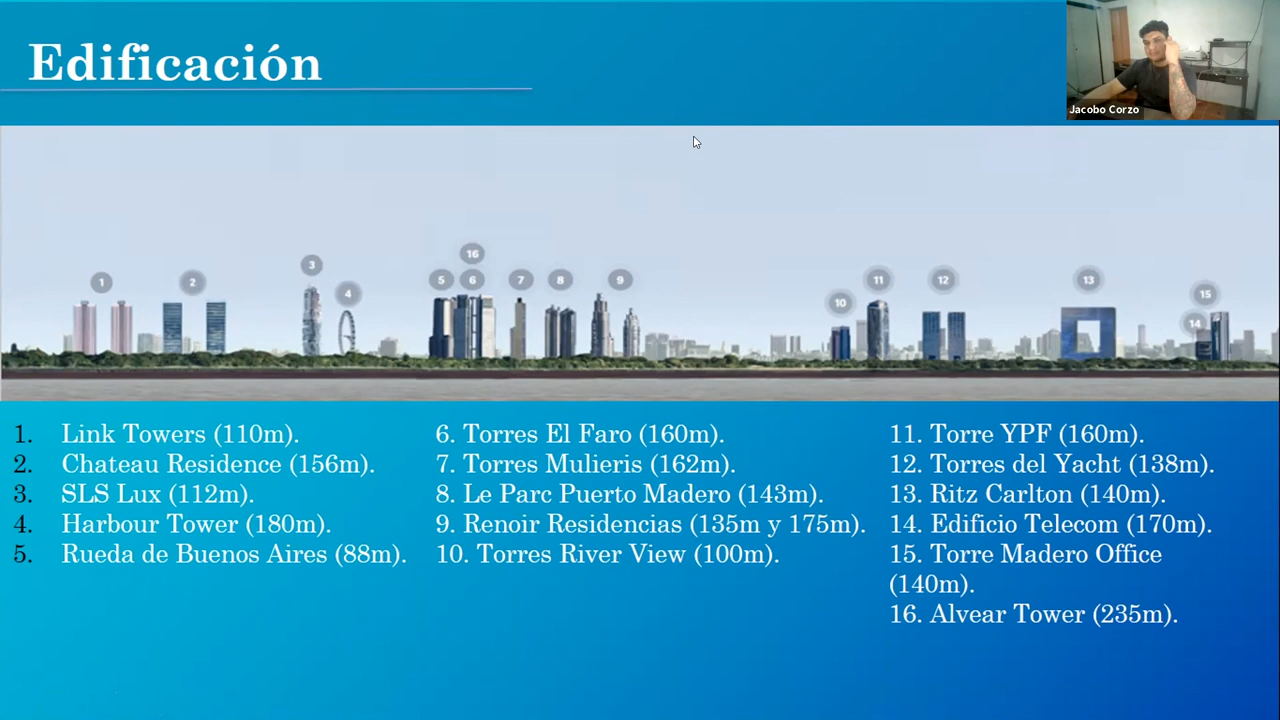 Edificación
Jacobo Corzo
16
3
1
2
4
5
6
7
8
9
10
11
12
13
15
14
1. Link Towers (110m).
2. Chateau Residence (156m).
3. SLS Lux (112m).
4. Harbour Tower (180m).
5. Rueda de Buenos Aires (88m).
6. Torres El Faro (160m).
7. Torres Mulieris (162m).
8. Le Parc Puerto Madero (143m).
9. Renoir Residencias (135m y 175m).
10. Torres River View (100m).
11. Torre YPF (160m).
12. Torres del Yacht (138m).
13. Ritz Carlton (140m).
14. Edificio Telecom (170m).
15. Torre Madero Office
(140m).
16. Alvear Tower (235m).